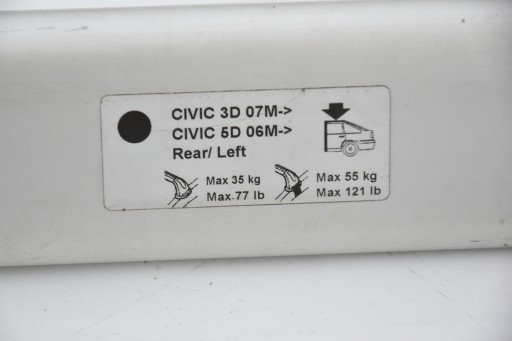 CIVIC 3D 07M->
CIVIC 5D 06M->
Rear/ Left
Max 35 kg
Max 77 lb
Max 55 kg
Max 121 lb